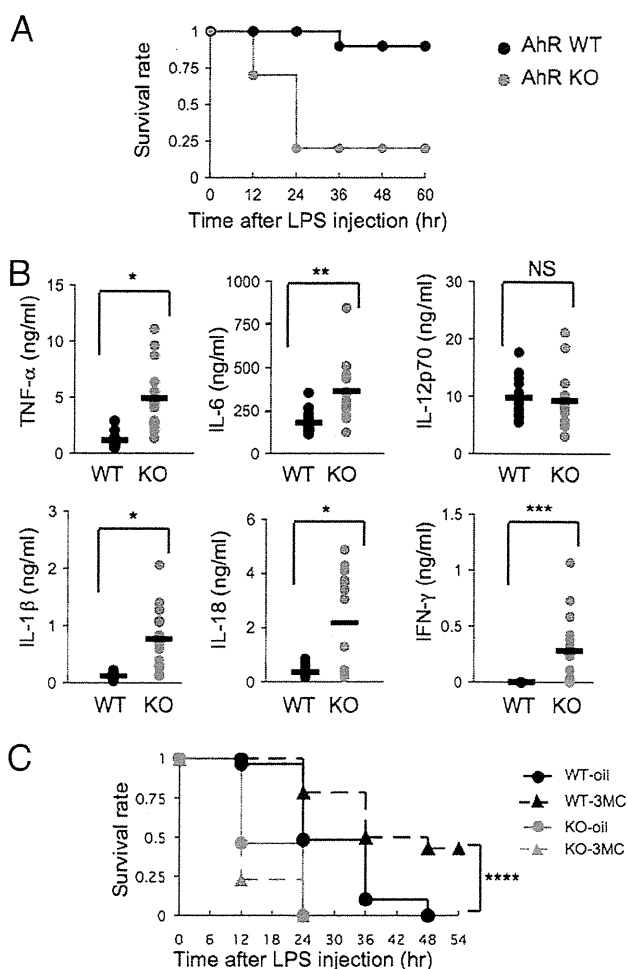 A
Survival rate
1
0.75
0.5
0.25
0 12 24 36 48 60
Time after LPS injection (hr)
AhR WT
AhR KO
B
TNF-α (ng/ml)
15
10
5
0
*
WT KO
IL-6 (ng/ml)
1000
750
500
250
0
**
WT KO
IL-12p70 (ng/ml)
30
20
10
0
NS
WT KO
IL-1β (ng/ml)
3
2
1
0
*
WT KO
IL-18 (ng/ml)
6
4
2
0
*
WT KO
IFN-γ (ng/ml)
1.5
1
0.5
0
***
WT KO
C
Survival rate
1
0.75
0.5
0.25
0
0 6 12 18 24 30 36 42 48 54
Time after LPS injection (hr)
WT-oil
WT-3MC
KO-oil
KO-3MC
****